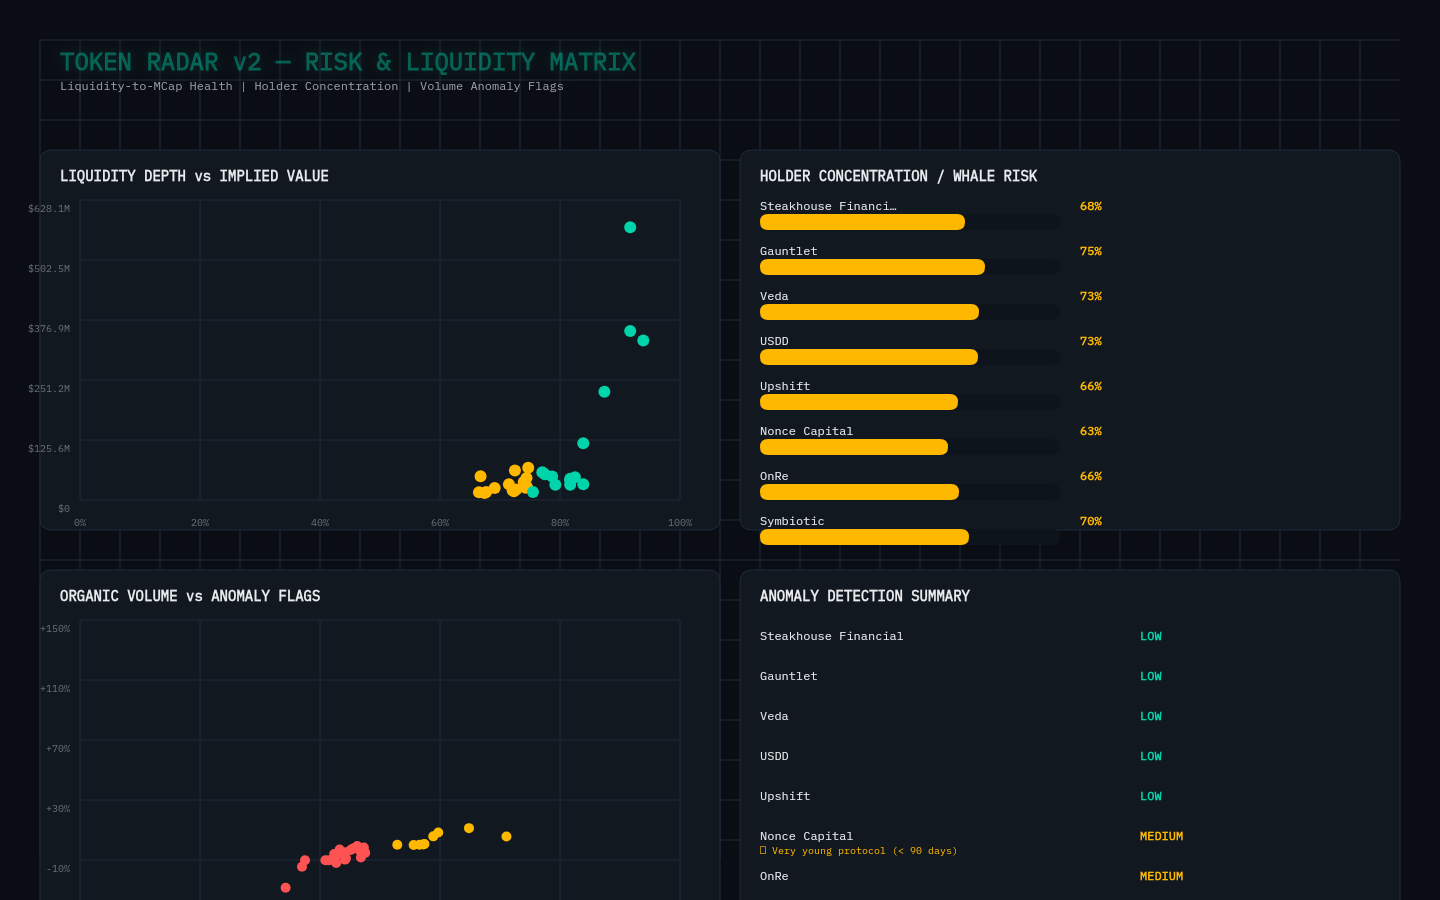 TOKEN RADAR v2 — RISK & LIQUIDITY MATRIX
Liquidity-to-MCap Health | Holder Concentration | Volume Anomaly Flags
LIQUIDITY DEPTH vs IMPLIED VALUE
$628.1M
$502.5M
$376.9M
$251.2M
$125.6M
$0
0% 20% 40% 60% 80% 100%
HOLDER CONCENTRATION / WHALE RISK
Steakhouse Financi… 68%
Gauntlet 75%
Veda 73%
USDD 73%
Upshift 66%
Nonce Capital 63%
OnRe 66%
Symbiotic 70%
ORGANIC VOLUME vs ANOMALY FLAGS
+150%
+110%
+70%
+30%
-10%
ANOMALY DETECTION SUMMARY
Steakhouse Financial LOW
Gauntlet LOW
Veda LOW
USDD LOW
Upshift LOW
Nonce Capital MEDIUM
Very young protocol (< 90 days)
OnRe MEDIUM